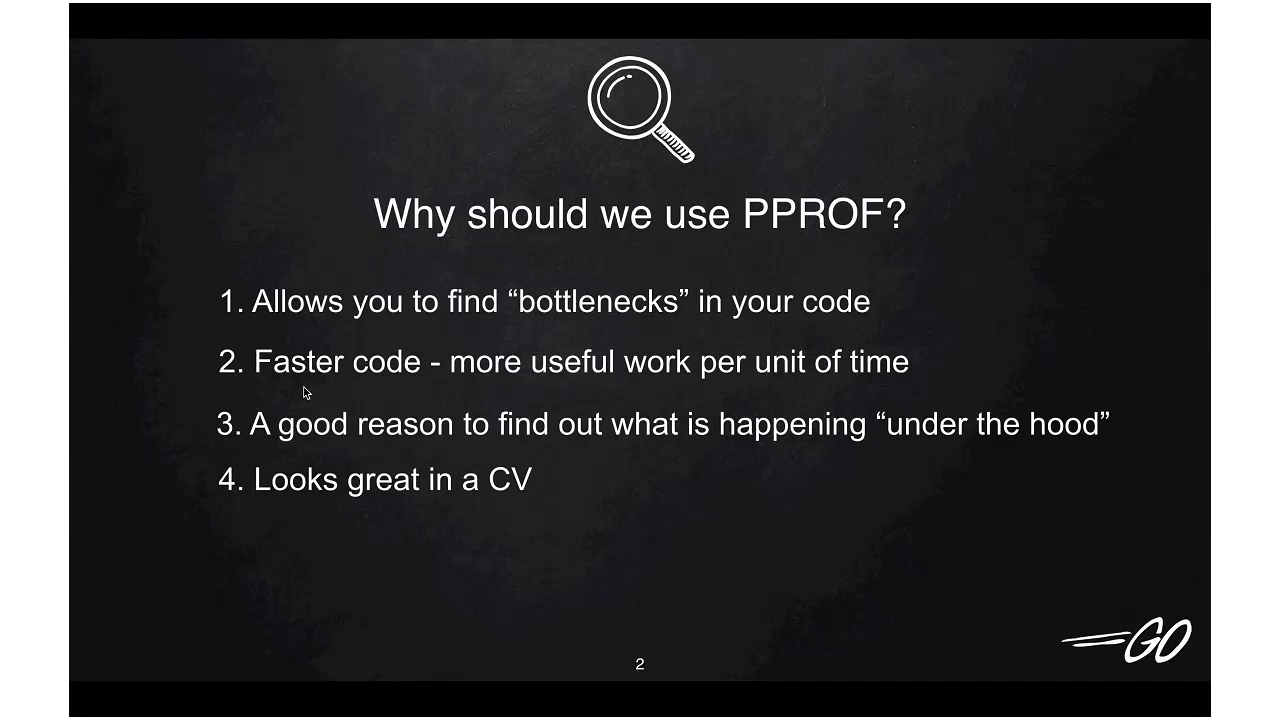 Why should we use PPROF?
1. Allows you to find “bottlenecks” in your code
2. Faster code - more useful work per unit of time
3. A good reason to find out what is happening “under the hood”
4. Looks great in a CV
GO
2